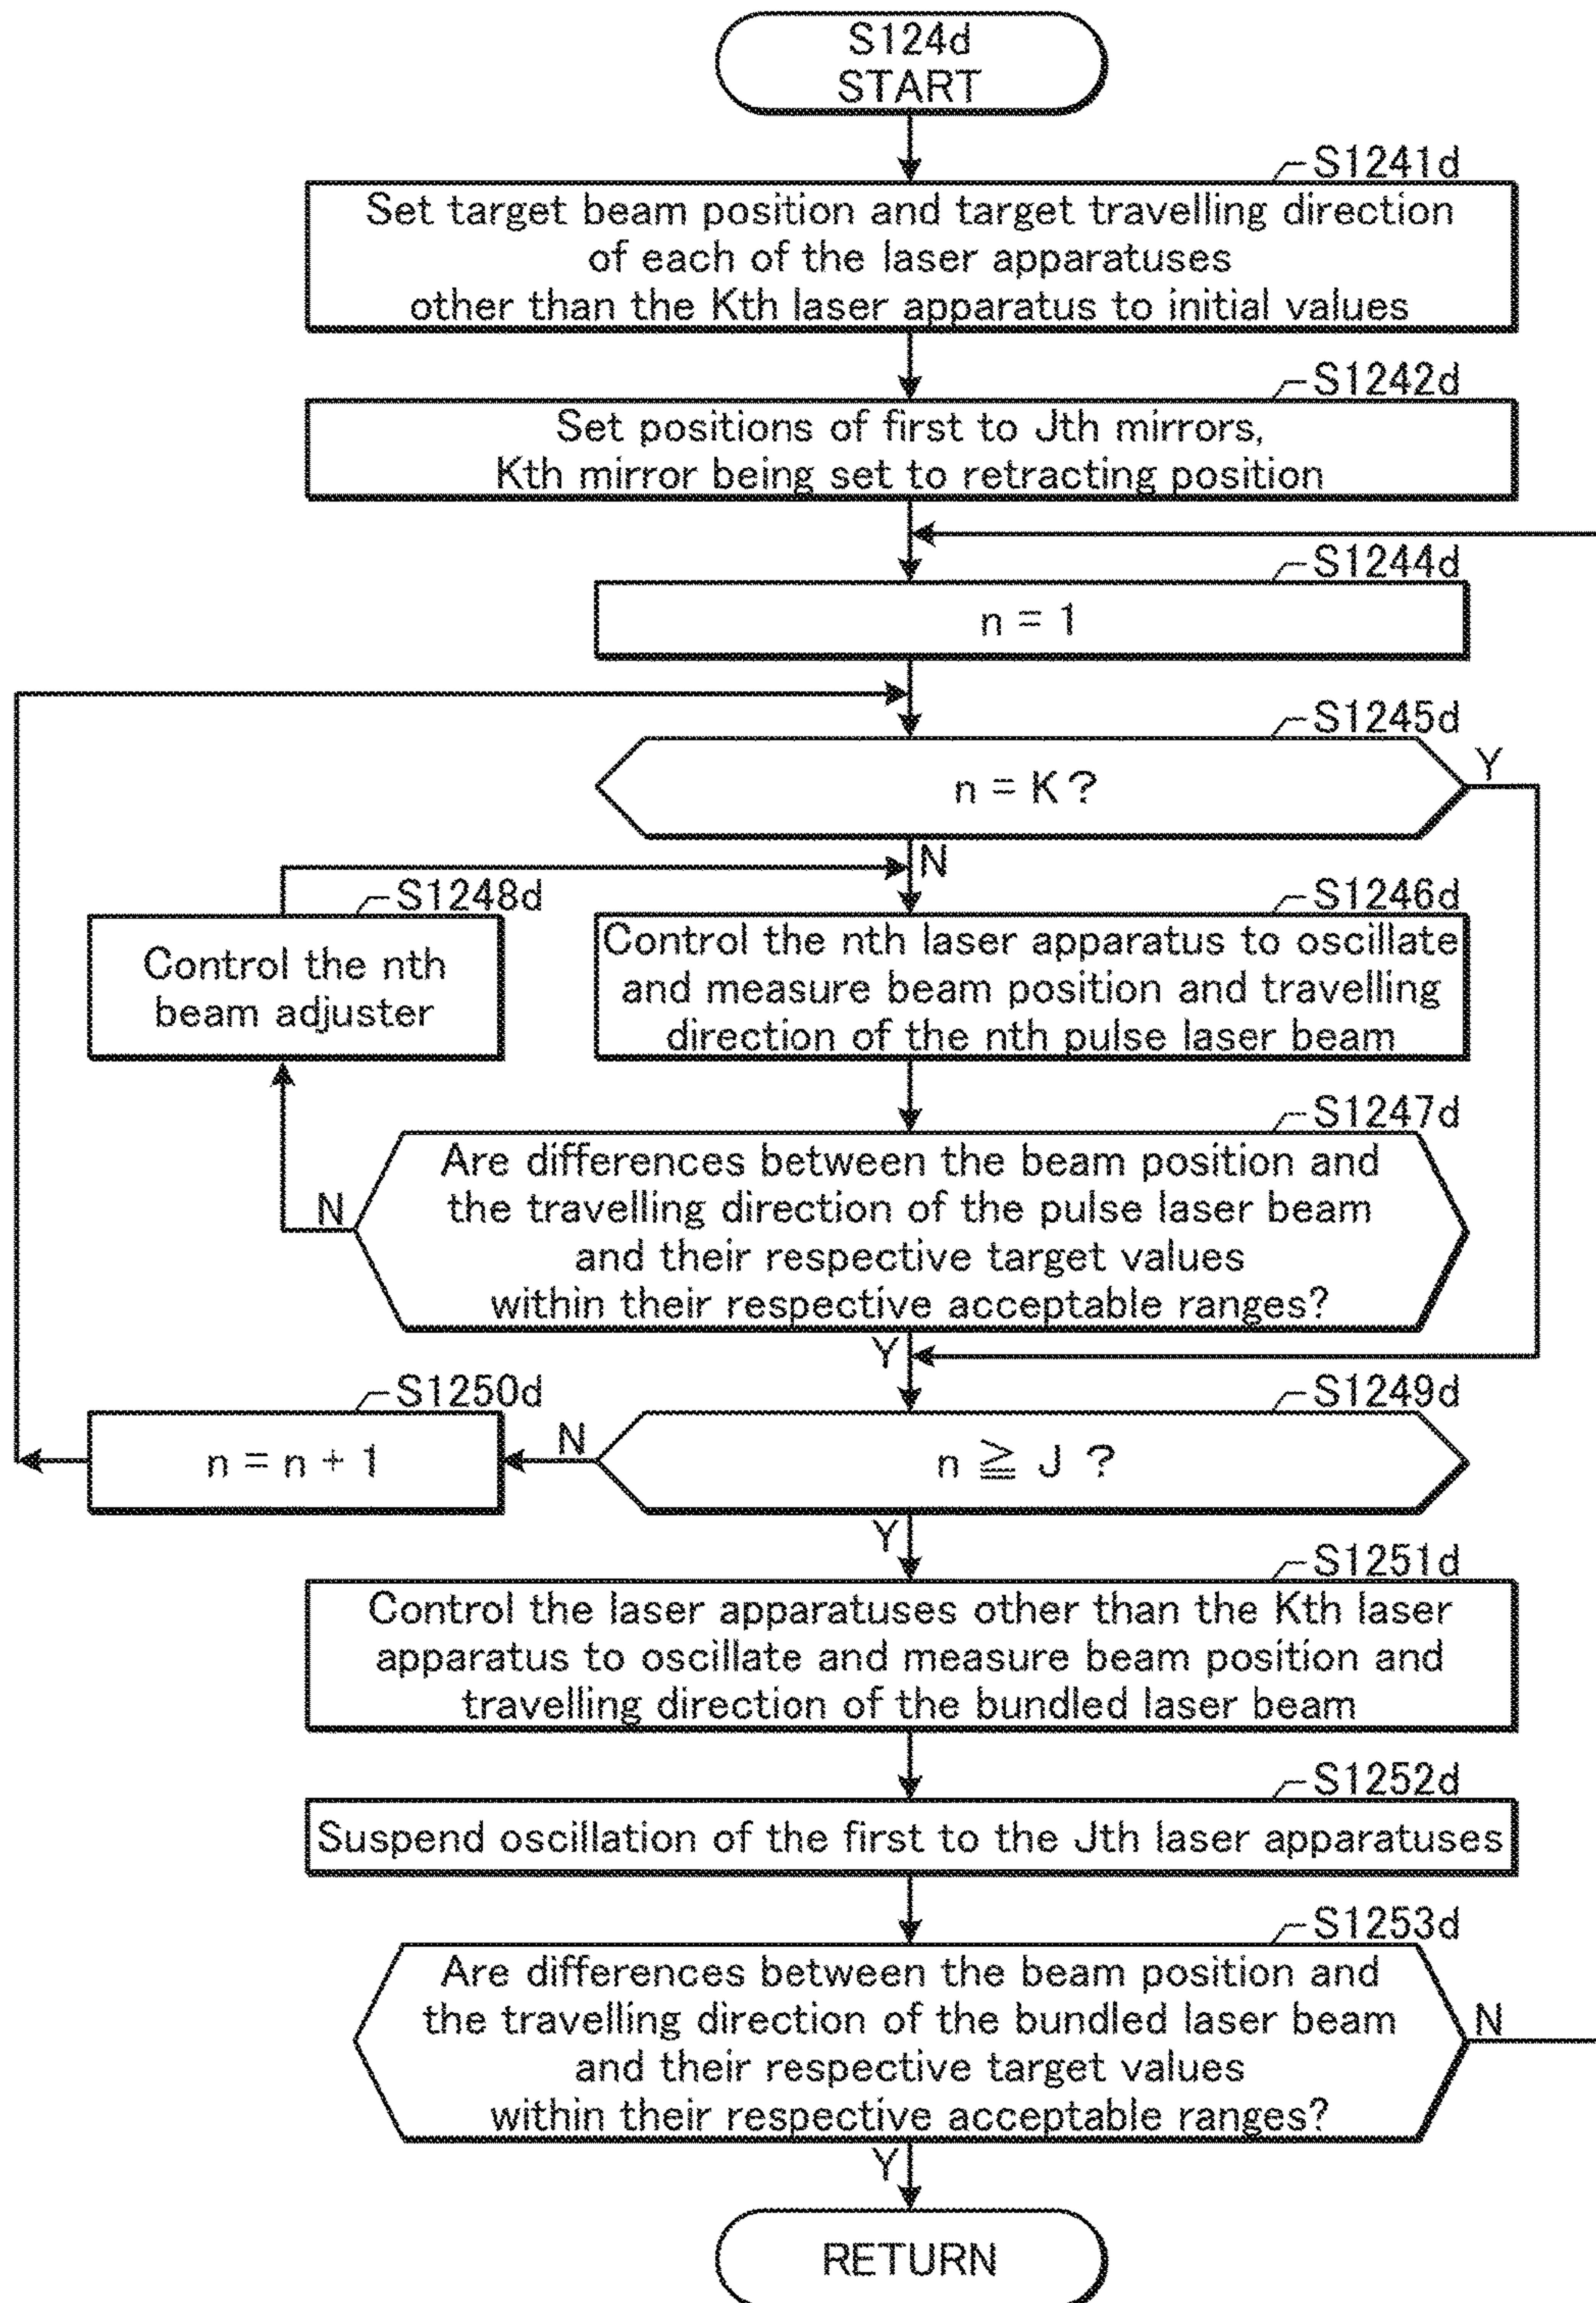 S124d
START
S1241d
Set target beam position and target travelling direction
of each of the laser apparatuses
other than the Kth laser apparatus to initial values
S1242d
Set positions of first to Jth mirrors,
Kth mirror being set to retracting position
S1244d
n = 1
S1245d
n = K ?
Y
N
S1248d
Control the nth
beam adjuster
S1246d
Control the nth laser apparatus to oscillate
and measure beam position and travelling
direction of the nth pulse laser beam
S1247d
Are differences between the beam position and
the travelling direction of the pulse laser beam
and their respective target values
within their respective acceptable ranges?
N
Y
S1250d
n = n + 1
S1249d
n ≧ J ?
N
Y
S1251d
Control the laser apparatuses other than the Kth laser
apparatus to oscillate and measure beam position and
travelling direction of the bundled laser beam
S1252d
Suspend oscillation of the first to the Jth laser apparatuses
S1253d
Are differences between the beam position and
the travelling direction of the bundled laser beam
and their respective target values
within their respective acceptable ranges?
N
Y
RETURN